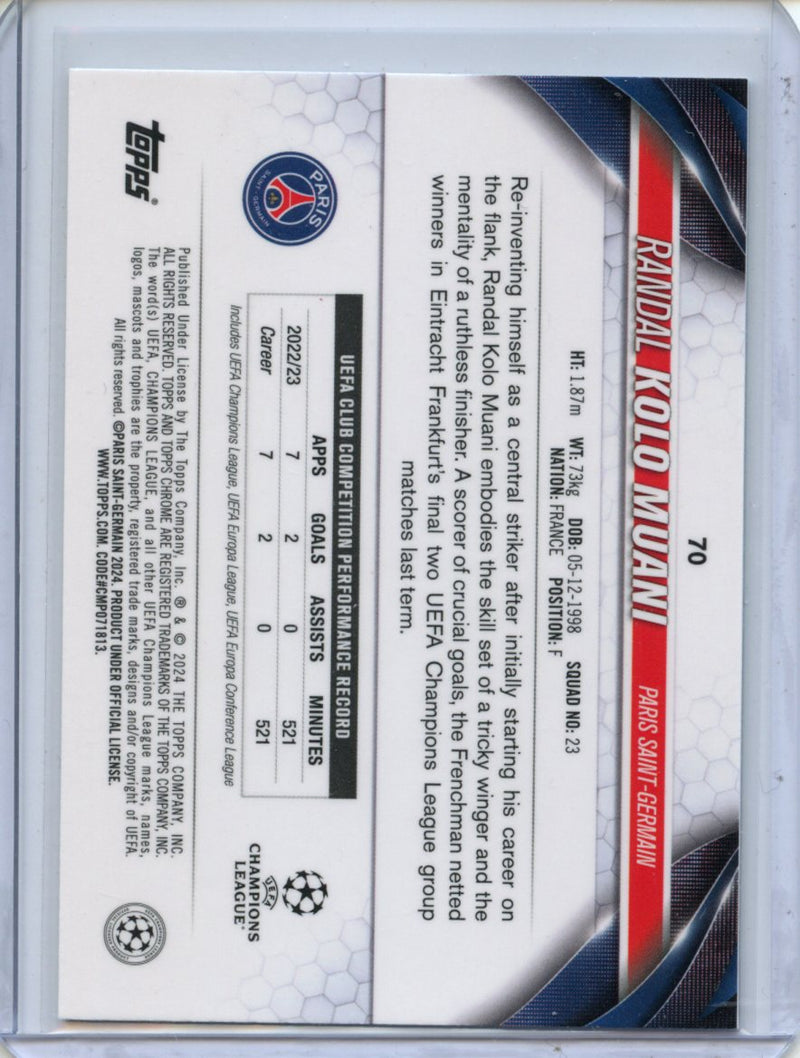 70
RANDAL KOLO MUANI PARIS SAINT-GERMAIN
HT: 1.87m WT: 73kg DOB: 05-12-1998 SQUAD NO: 23
NATION: FRANCE POSITION: F
Re-inventing himself as a central striker after initially starting his career on
the flank, Randal Kolo Muani embodies the skill set of a tricky winger and the
mentality of a ruthless finisher. A scorer of crucial goals, the Frenchman netted
winners in Eintracht Frankfurt's final two UEFA Champions League group
matches last term.
PARIS
SAINT-GERMAIN
UEFA CLUB COMPETITION PERFORMANCE RECORD
APPS GOALS ASSISTS MINUTES
2022/23 7 2 0 521
Career 7 2 0 521
Includes UEFA Champions League, UEFA Europa League, UEFA Europa Conference League
UEFA
CHAMPIONS
LEAGUE®
topps®
Published Under License by The Topps Company, Inc. ® & © 2024 THE TOPPS COMPANY, INC.
ALL RIGHTS RESERVED. TOPPS AND TOPPS CHROME ARE REGISTERED TRADEMARKS OF THE TOPPS COMPANY, INC.
The word(s) UEFA, CHAMPIONS LEAGUE, and all other UEFA Champions League marks, names,
logos, mascots and trophies are the property, registered trade marks, designs and/or copyright of UEFA.
All rights reserved. ©PARIS SAINT-GERMAIN 2024. PRODUCT UNDER OFFICIAL LICENSE.
WWW.TOPPS.COM. CODE#CMP071813.